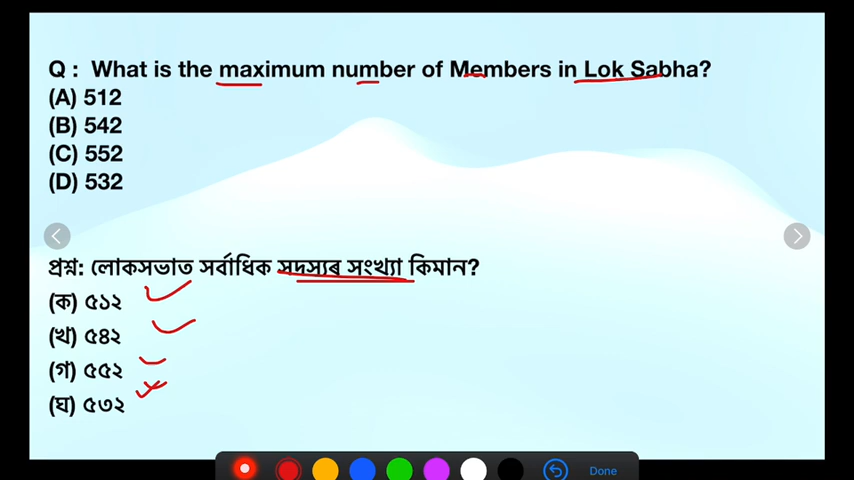 Q : What is the maximum number of Members in Lok Sabha?
(A) 512
(B) 542
(C) 552
(D) 532
প্ৰশ্ন: লোকসভাত সৰ্বাধিক সদস্যৰ সংখ্যা কিমান?
(ক) ৫১২
(খ) ৫৪২
(গ) ৫৫২
(ঘ) ৫৩২
Done